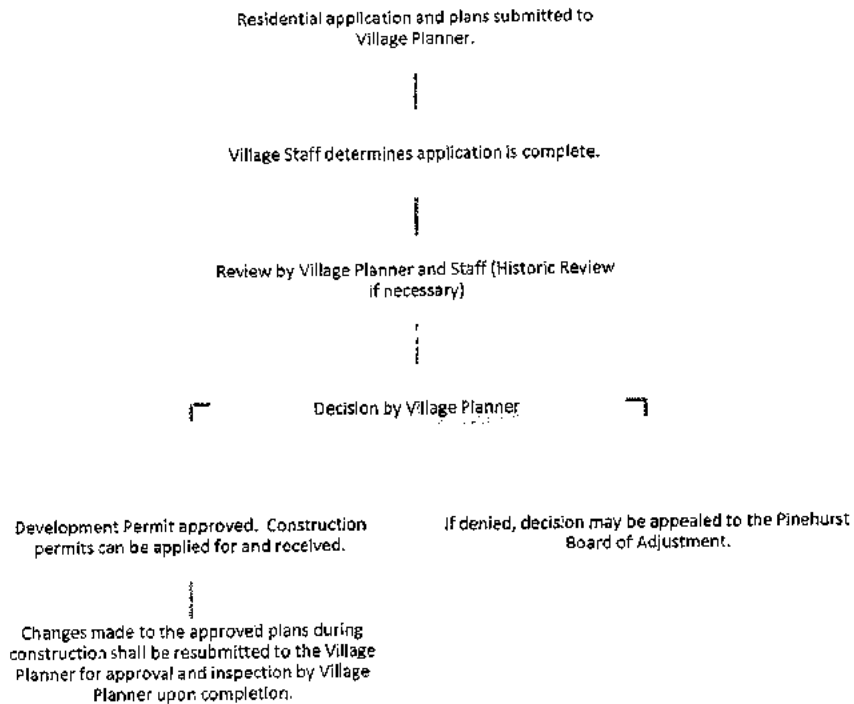 Residential application and plans submitted to
Village Planner.
Village Staff determines application is complete.
Review by Village Planner and Staff (Historic Review
if necessary)
Decision by Village Planner
Development Permit approved. Construction
permits can be applied for and received.
If denied, decision may be appealed to the Pinehurst
Board of Adjustment.
Changes made to the approved plans during
construction shall be resubmitted to the Village
Planner for approval and inspection by Village
Planner upon completion.